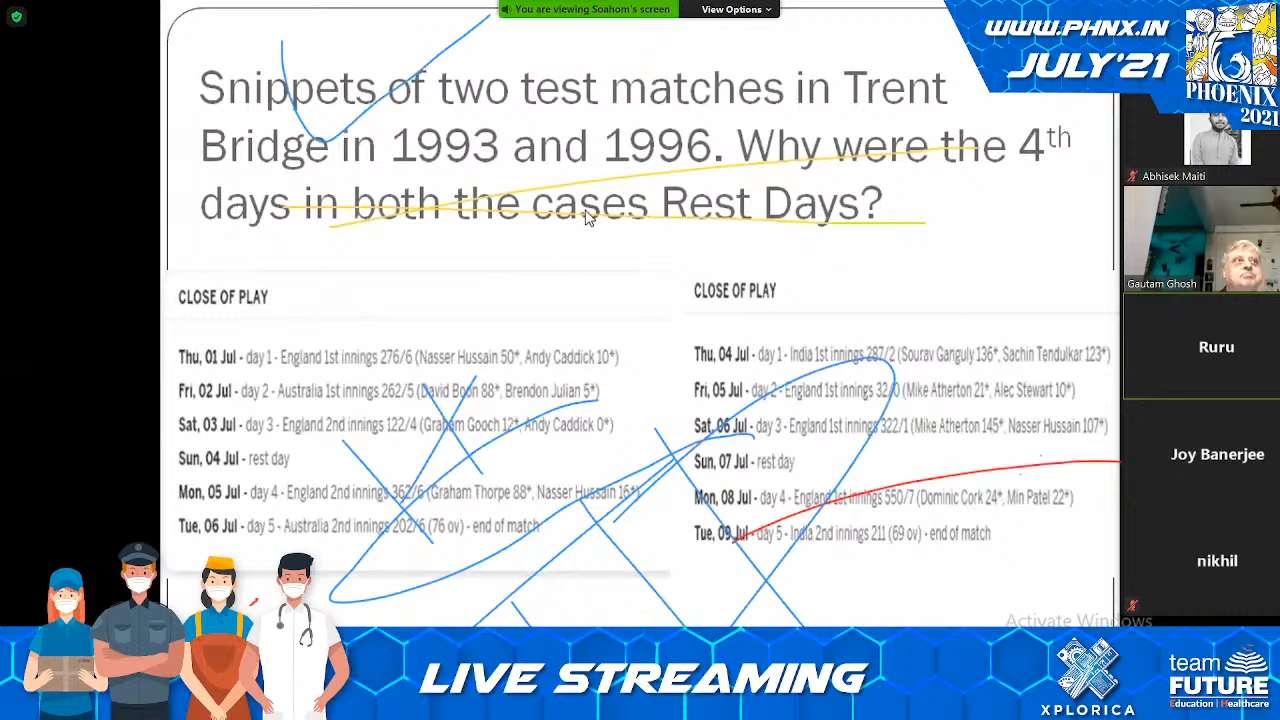 You are viewing Soahom's screen
View Options
WWW.PHNX.IN
JULY'21
PHOENIX
2021
Snippets of two test matches in Trent
Bridge in 1993 and 1996. Why were the 4th
days in both the cases Rest Days?
Abhisek Maiti
Gautam Ghosh
Ruru
Joy Banerjee
nikhil
CLOSE OF PLAY
Thu, 01 Jul - day 1 - England 1st innings 276/6 (Nasser Hussain 50*, Andy Caddick 10*)
Fri, 02 Jul - day 2 - Australia 1st innings 262/5 (David Boon 88*, Brendon Julian 5*)
Sat, 03 Jul - day 3 - England 2nd innings 122/4 (Graham Gooch 12*, Andy Caddick 0*)
Sun, 04 Jul - rest day
Mon, 05 Jul - day 4 - England 2nd innings 362/6 (Graham Thorpe 88*, Nasser Hussain 16*)
Tue, 06 Jul - day 5 - Australia 2nd innings 202/6 (76 ov) - end of match
CLOSE OF PLAY
Thu, 04 Jul - day 1 - India 1st innings 287/2 (Sourav Ganguly 136*, Sachin Tendulkar 123*)
Fri, 05 Jul - day 2 - England 1st innings 32/0 (Mike Atherton 21*, Alec Stewart 10*)
Sat, 06 Jul - day 3 - England 1st innings 322/1 (Mike Atherton 145*, Nasser Hussain 107*)
Sun, 07 Jul - rest day
Mon, 08 Jul - day 4 - England 1st innings 550/7 (Dominic Cork 24*, Min Patel 22*)
Tue, 09 Jul - day 5 - India 2nd innings 211 (69 ov) - end of match
Activate Windows
LIVE STREAMING
XPLORICA
team
FUTURE
Education | Healthcare